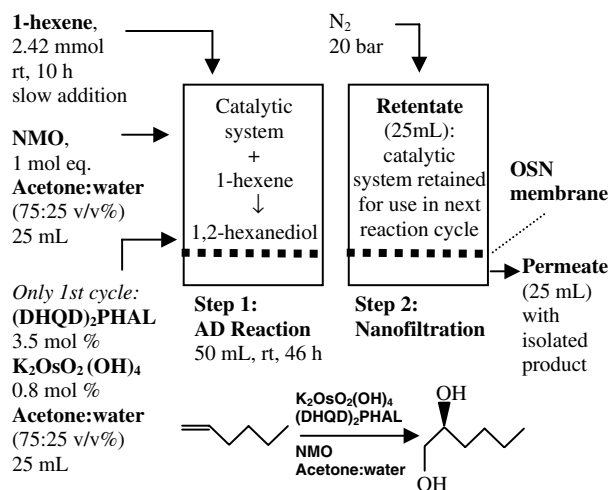 1-hexene,
2.42 mmol
rt, 10 h
slow addition
NMO,
1 mol eq.
Acetone:water
(75:25 v/v%)
25 mL
Only 1st cycle:
(DHQD)₂PHAL
3.5 mol %
K₂OsO₂(OH)₄
0.8 mol %
Acetone:water
(75:25 v/v%)
25 mL
Catalytic
system
+
1-hexene
↓
1,2-hexanediol
Step 1:
AD Reaction
50 mL, rt, 46 h
N₂
20 bar
Retentate
(25mL):
catalytic
system retained
for use in next
reaction cycle
Step 2:
Nanofiltration
OSN
membrane
Permeate
(25 mL)
with
isolated
product
K₂OsO₂(OH)₄
(DHQD)₂PHAL
NMO
Acetone:water
OH
OH